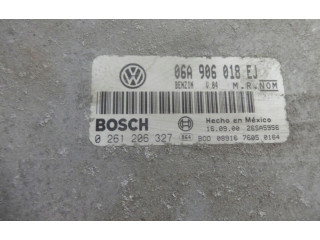 06A 906 018 EJ
BENZIN V.04 M.A. NOM
BOSCH
Hecho en México
16.09.00 26SA5956
0 261 206 327